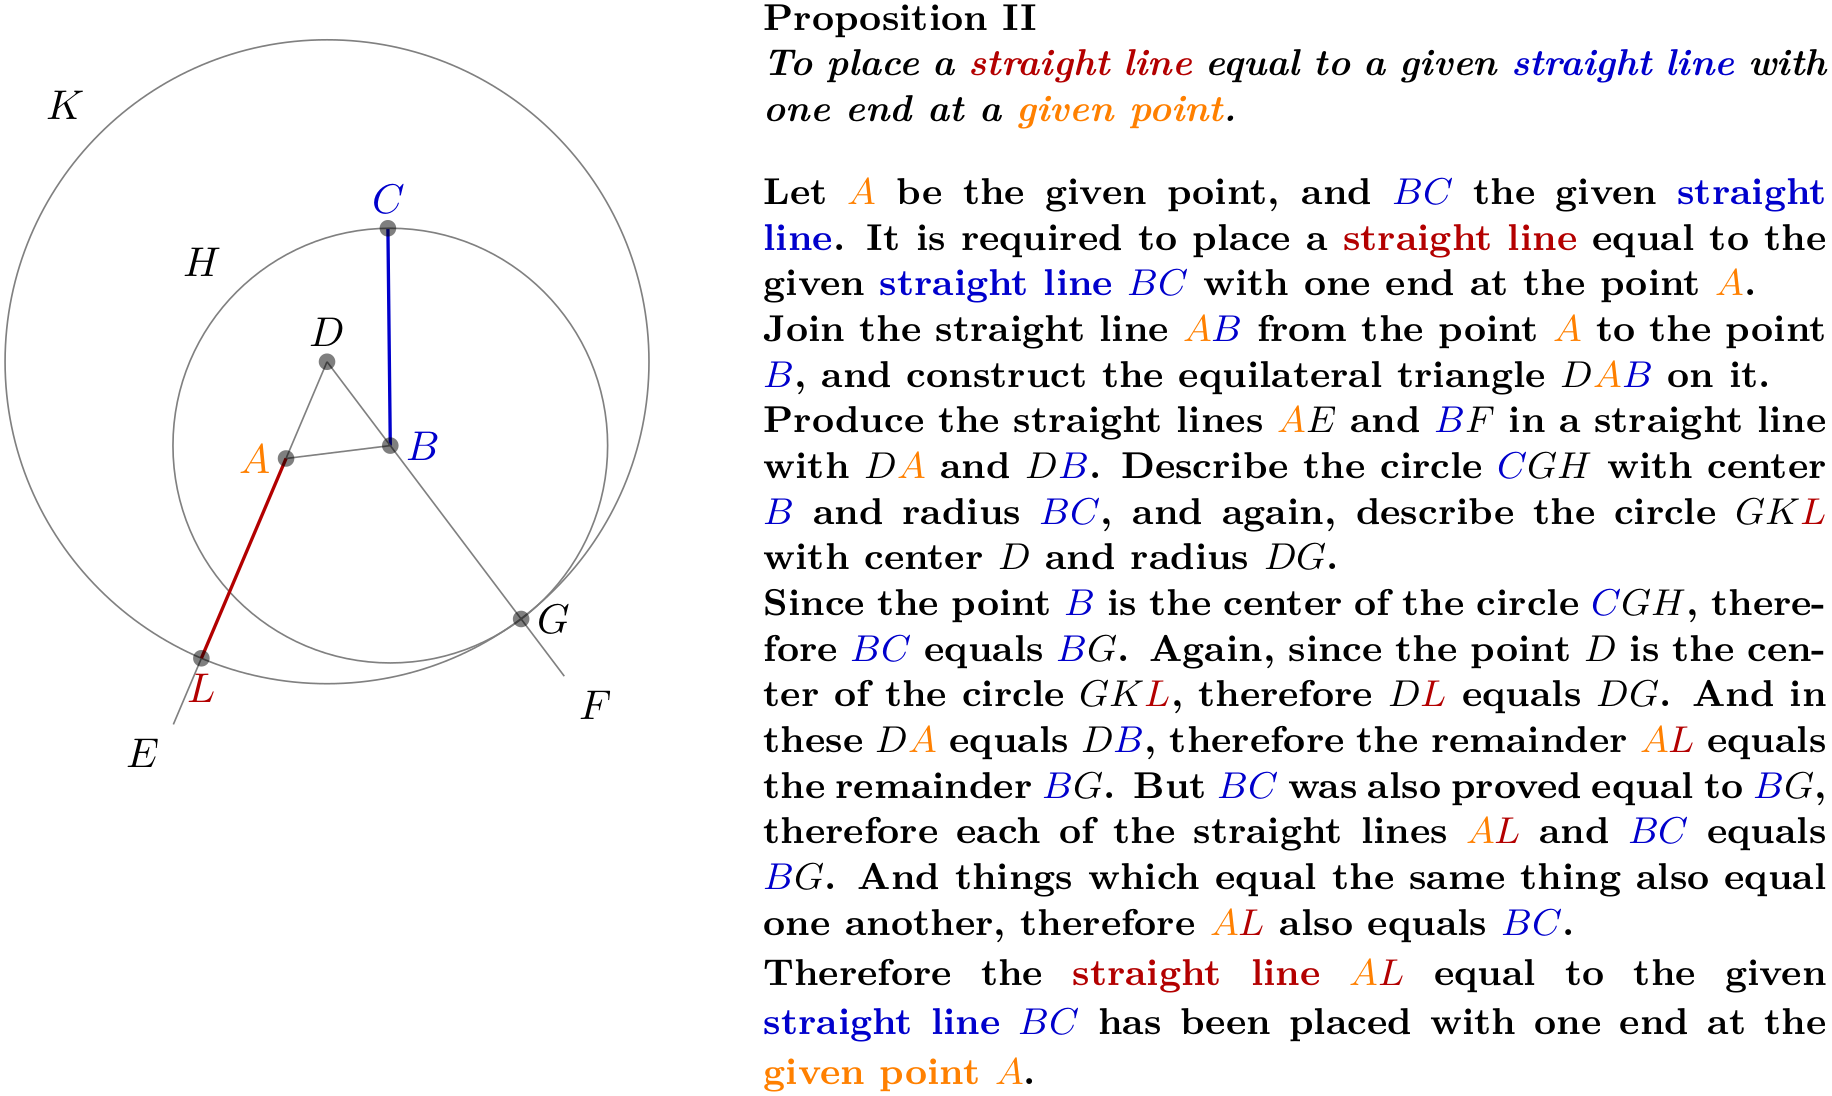 K
C
H
D
A
B
G
L
F
E
Proposition II
To place a straight line equal to a given straight line with
one end at a given point.
Let A be the given point, and BC the given straight
line. It is required to place a straight line equal to the
given straight line BC with one end at the point A.
Join the straight line AB from the point A to the point
B, and construct the equilateral triangle DAB on it.
Produce the straight lines AE and BF in a straight line
with DA and DB. Describe the circle CGH with center
B and radius BC, and again, describe the circle GKL
with center D and radius DG.
Since the point B is the center of the circle CGH, there-
fore BC equals BG. Again, since the point D is the cen-
ter of the circle GKL, therefore DL equals DG. And in
these DA equals DB, therefore the remainder AL equals
the remainder BG. But BC was also proved equal to BG,
therefore each of the straight lines AL and BC equals
BG. And things which equal the same thing also equal
one another, therefore AL also equals BC.
Therefore the straight line AL equal to the given
straight line BC has been placed with one end at the
given point A.